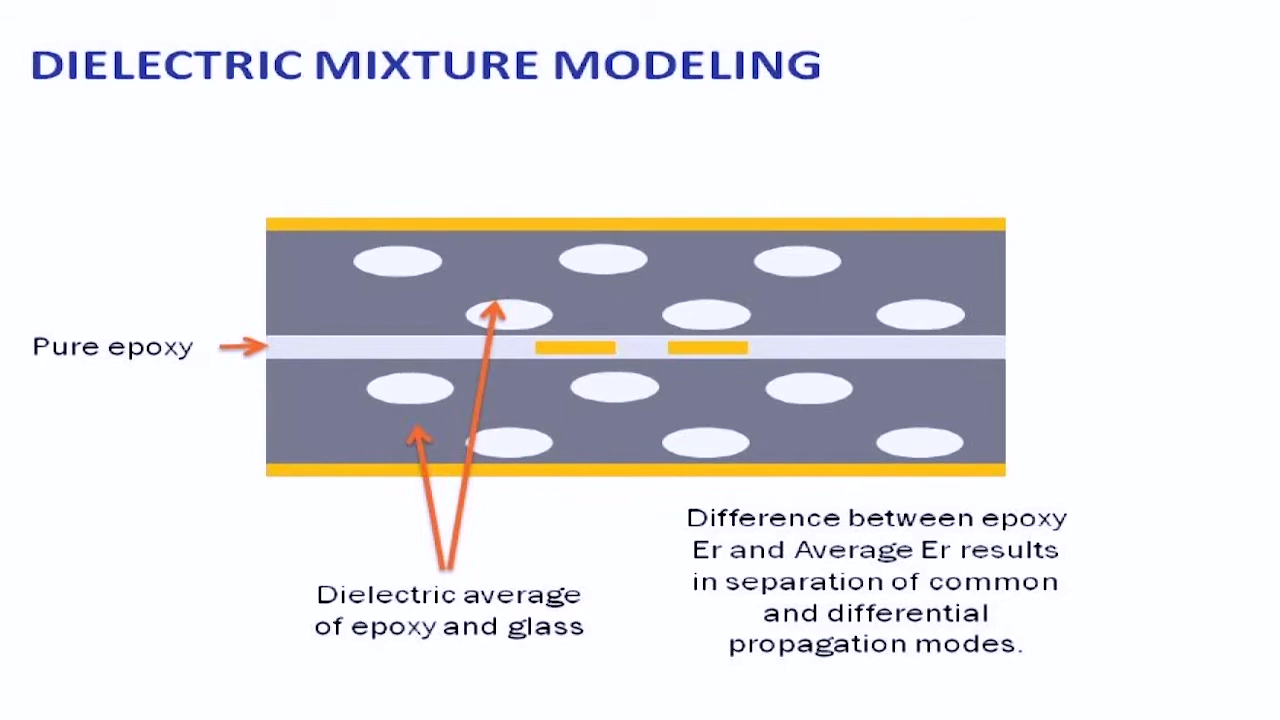 DIELECTRIC MIXTURE MODELING
Pure epoxy
Dielectric average
of epoxy and glass
Difference between epoxy
Er and Average Er results
in separation of common
and differential
propagation modes.